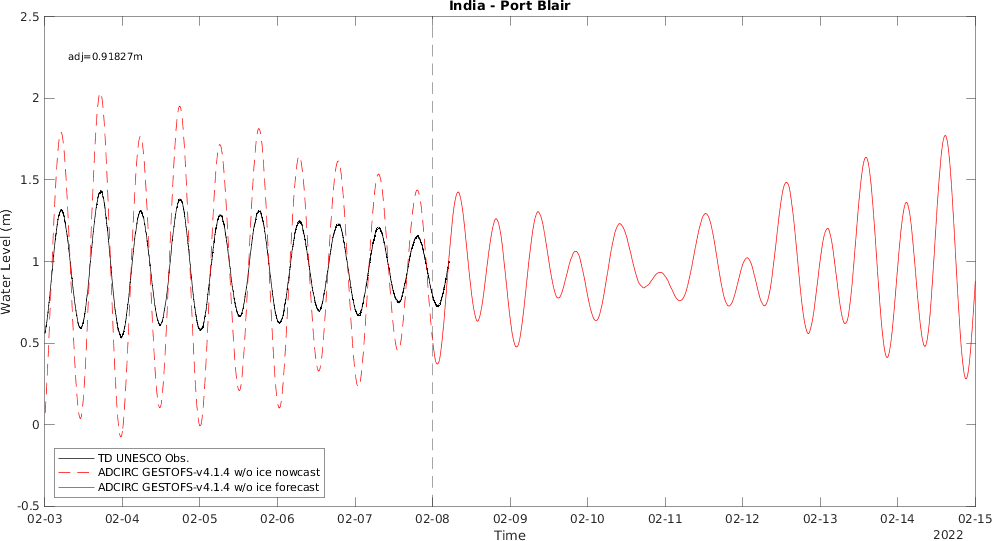 India - Port Blair
adj=0.91827m
Water Level (m)
2.5
2
1.5
1
0.5
0
-0.5
TD UNESCO Obs.
ADCIRC GESTOFS-v4.1.4 w/o ice nowcast
ADCIRC GESTOFS-v4.1.4 w/o ice forecast
02-03 02-04 02-05 02-06 02-07 02-08 02-09 02-10 02-11 02-12 02-13 02-14 02-15
Time
2022